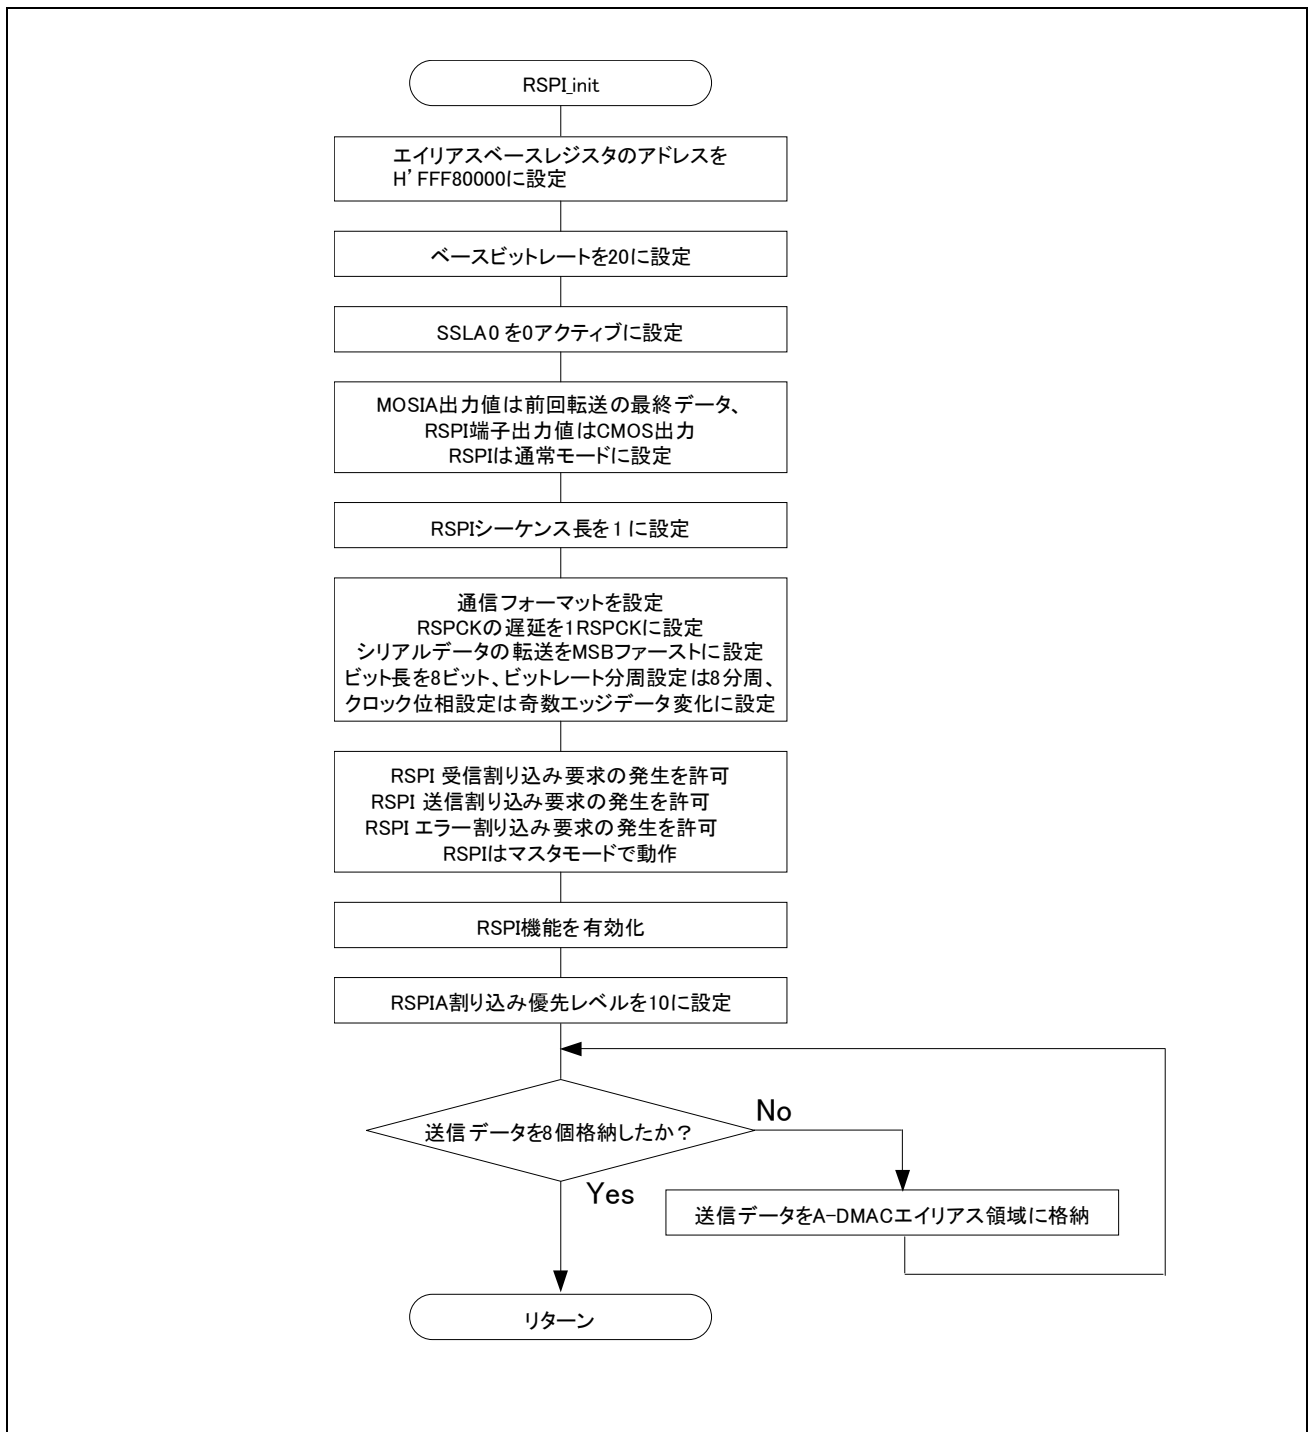 RSPI_init
エイリアスベースレジスタのアドレスを
H' FFF80000に設定
ベースビットレートを20に設定
SSLA0 を0アクティブに設定
MOSIA出力値は前回転送の最終データ、
RSPI端子出力値はCMOS出力
RSPIは通常モードに設定
RSPIシーケンス長を1 に設定
通信フォーマットを設定
RSPCKの遅延を1RSPCKに設定
シリアルデータの転送をMSBファーストに設定
ビット長を8ビット、ビットレート分周設定は8分周、
クロック位相設定は奇数エッジデータ変化に設定
RSPI 受信割り込み要求の発生を許可
RSPI 送信割り込み要求の発生を許可
RSPI エラー割り込み要求の発生を許可
RSPIはマスタモードで動作
RSPI機能を有効化
RSPIA割り込み優先レベルを10に設定
送信データを8個格納したか?
No
Yes
送信データをA-DMACエイリアス領域に格納
リターン